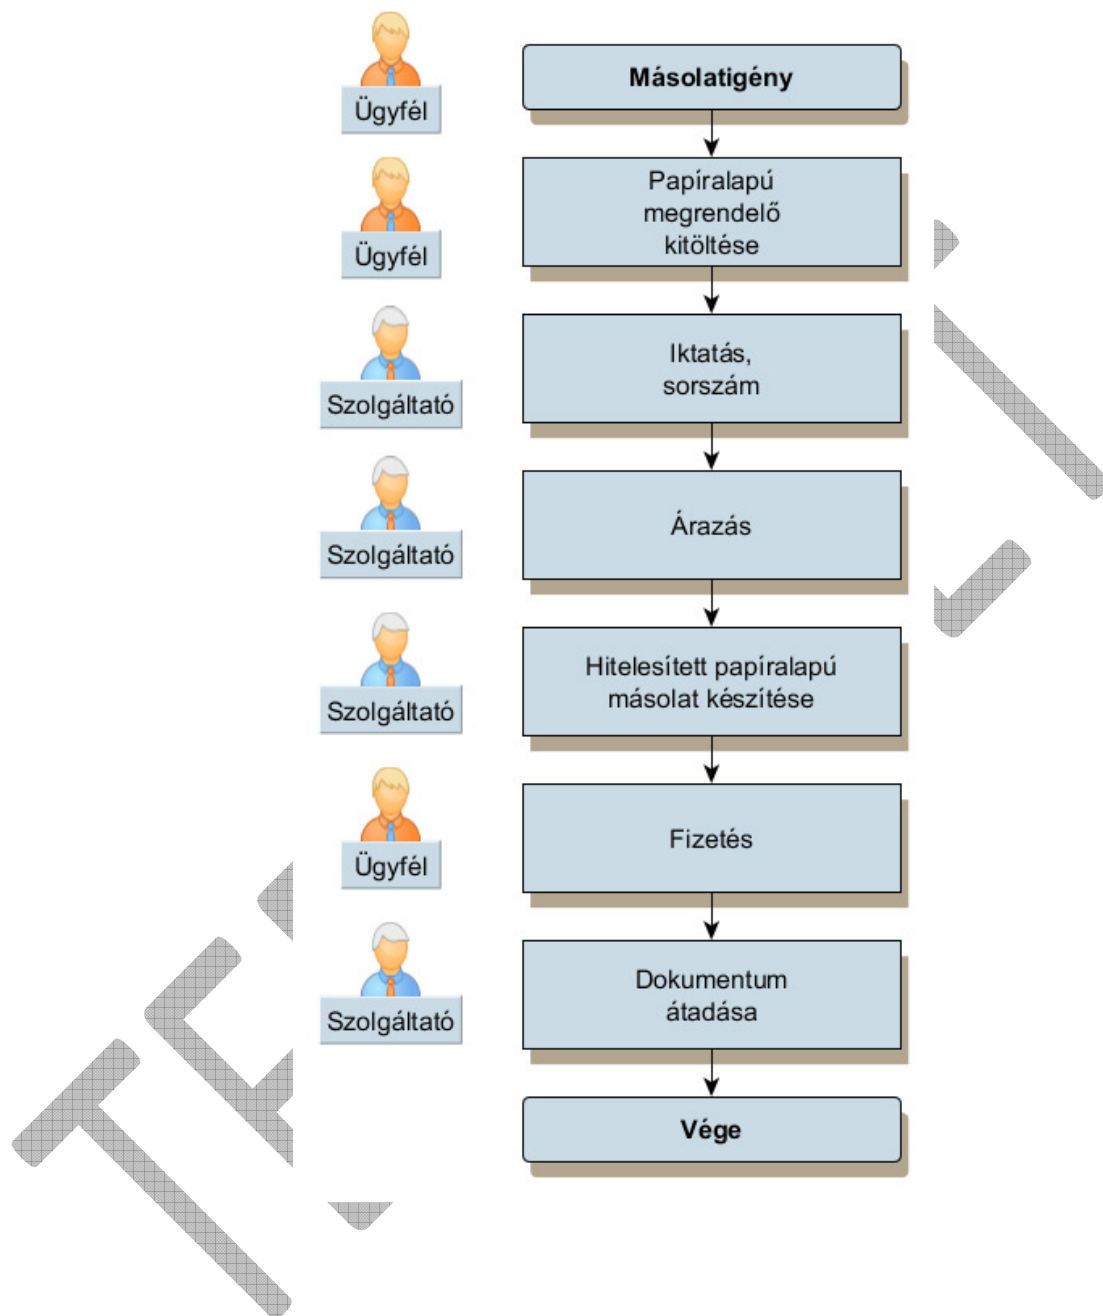 Ügyfél
Másolatigény
Ügyfél
Papíralapú
megrendelő
kitöltése
Szolgáltató
Iktatás,
sorszám
Szolgáltató
Árazás
Szolgáltató
Hitelesített papíralapú
másolat készítése
Ügyfél
Fizetés
Szolgáltató
Dokumentum
átadása
Vége